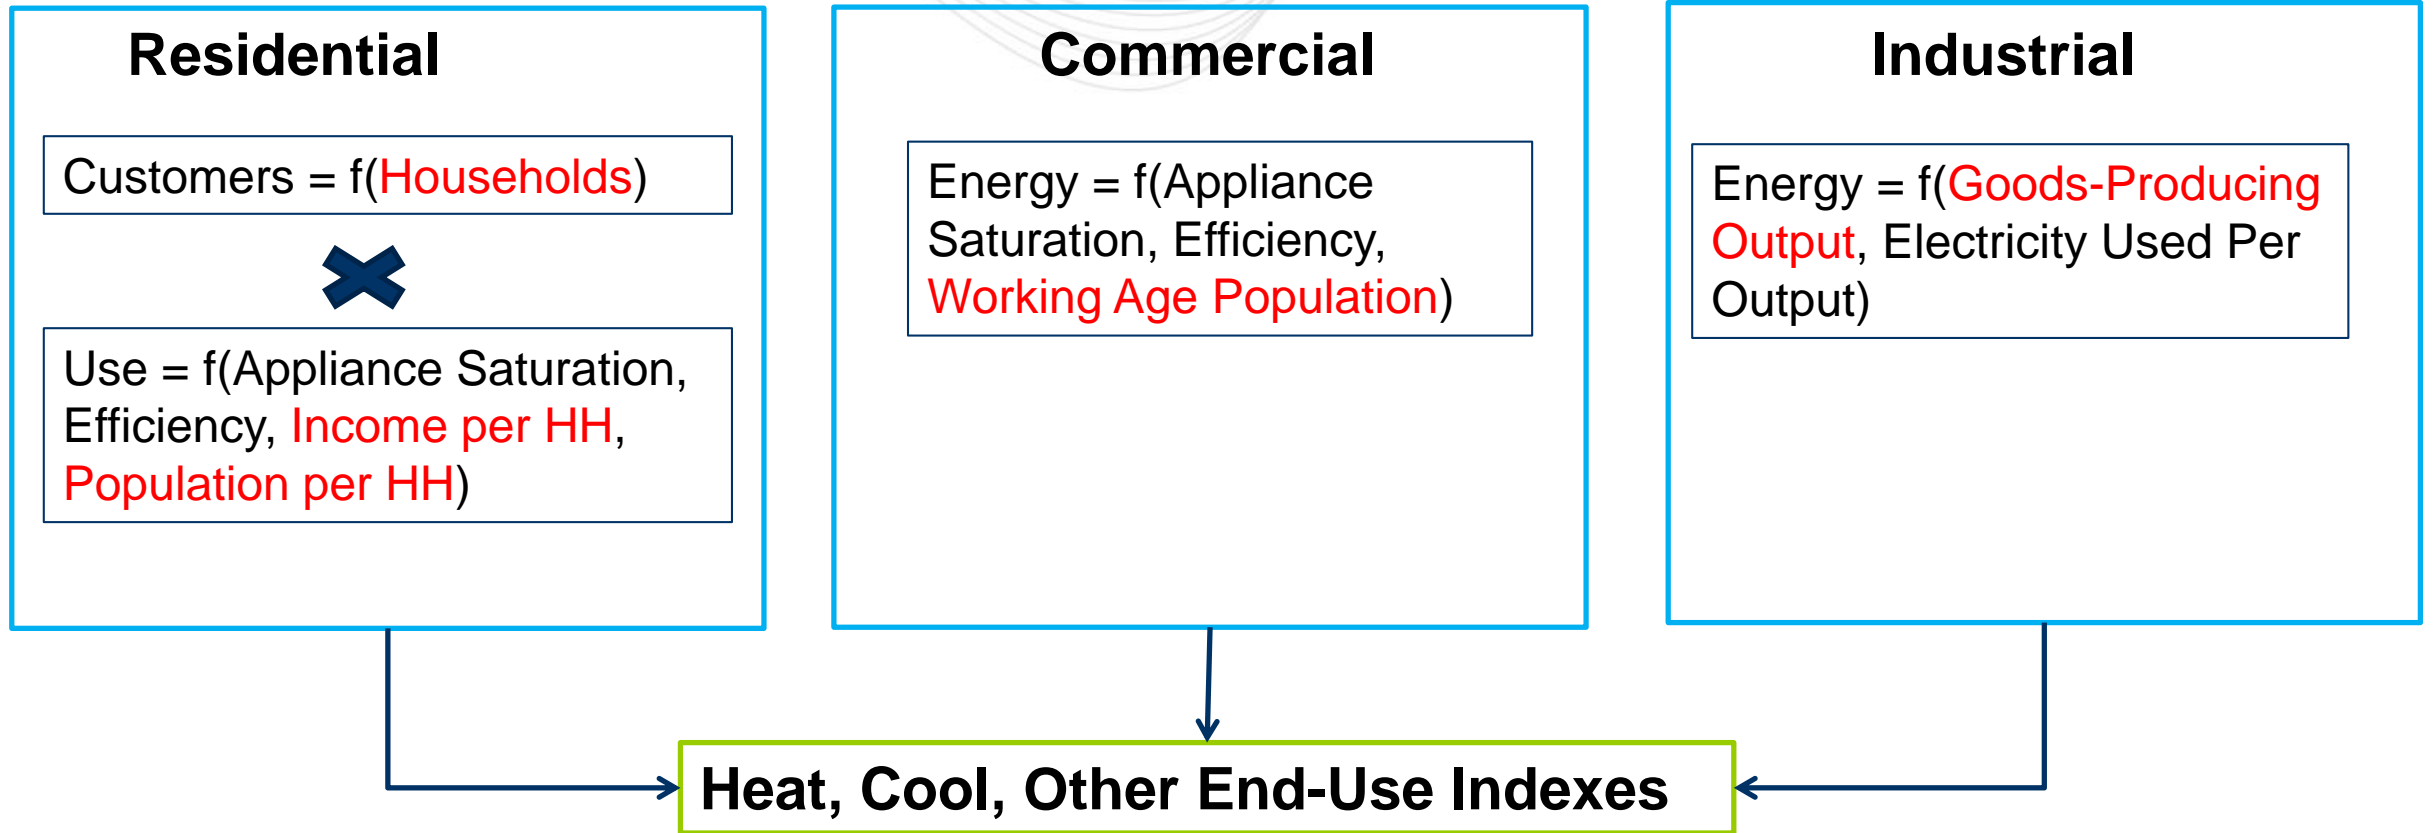 Residential
Customers = f(Households)
Use = f(Appliance Saturation,
Efficiency, Income per HH,
Population per HH)
Commercial
Energy = f(Appliance
Saturation, Efficiency,
Working Age Population)
Industrial
Energy = f(Goods-Producing
Output, Electricity Used Per
Output)
Heat, Cool, Other End-Use Indexes